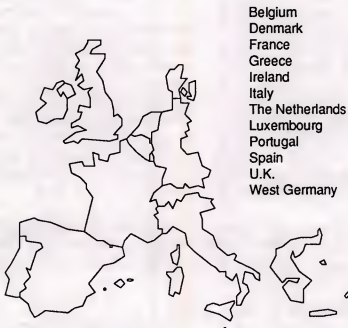 Belgium
Denmark
France
Greece
Ireland
Italy
The Netherlands
Luxembourg
Portugal
Spain
U.K.
West Germany